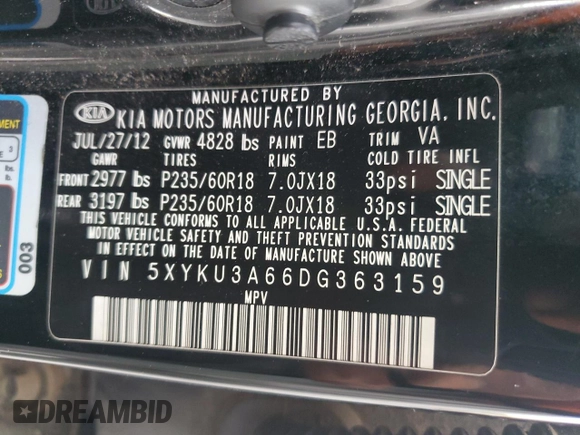 MANUFACTURED BY
KIA KIA MOTORS MANUFACTURING GEORGIA, INC.
JUL/27/12 GVWR 4828 lbs PAINT EB TRIM VA
GAWR TIRES RIMS COLD TIRE INFL
FRONT 2977 lbs P235/60R18 7.0JX18 33psi SINGLE
REAR 3197 lbs P235/60R18 7.0JX18 33psi SINGLE
THIS VEHICLE CONFORMS TO ALL APPLICABLE U.S.A. FEDERAL
MOTOR VEHICLE SAFETY AND THEFT PREVENTION STANDARDS
IN EFFECT ON THE DATE OF MANUFACTURE SHOWN ABOVE
VIN 5XYKU3A66DG363159
MPV
003
DREAMBID